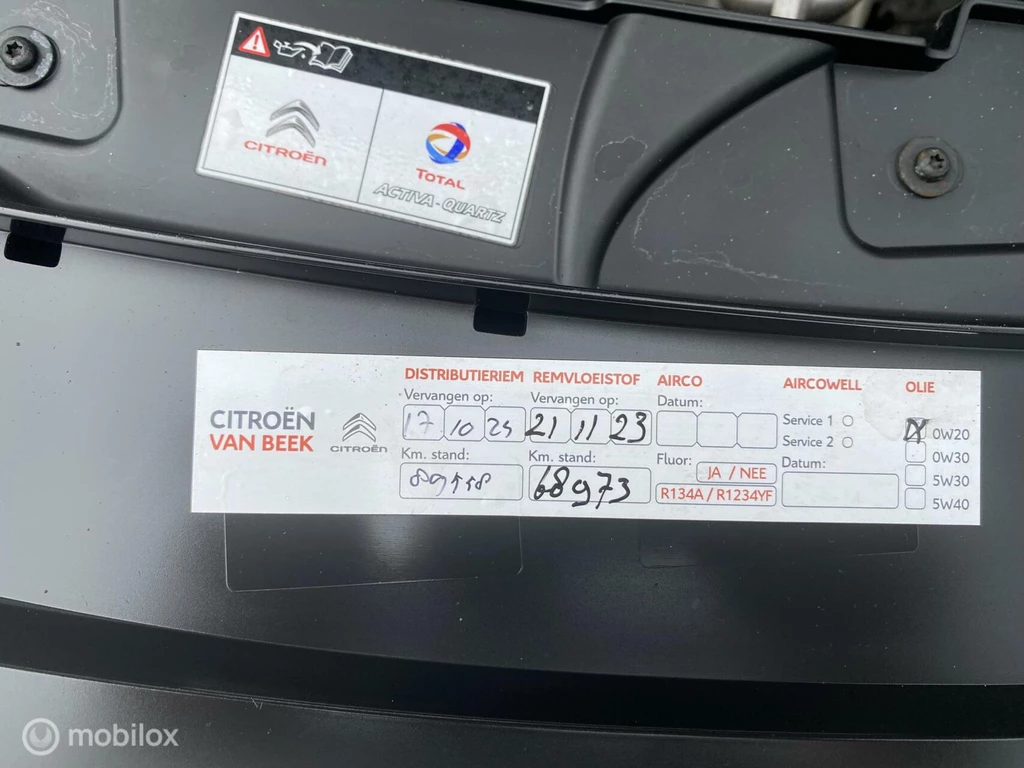 CITROËN
TOTAL
ACTIVA-QUARTZ
CITROËN
VAN BEEK
CITROËN
DISTRIBUTIERIEM
Vervangen op:
17 10 25
Km. stand:
REMVLOEISTOF
Vervangen op:
21 11 23
Km. stand:
68973
AIRCO
Datum:
Fluor: JA / NEE
R134A / R1234YF
AIRCOWELL
Service 1
Service 2
Datum:
OLIE
0W20
0W30
5W30
5W40
mobilox